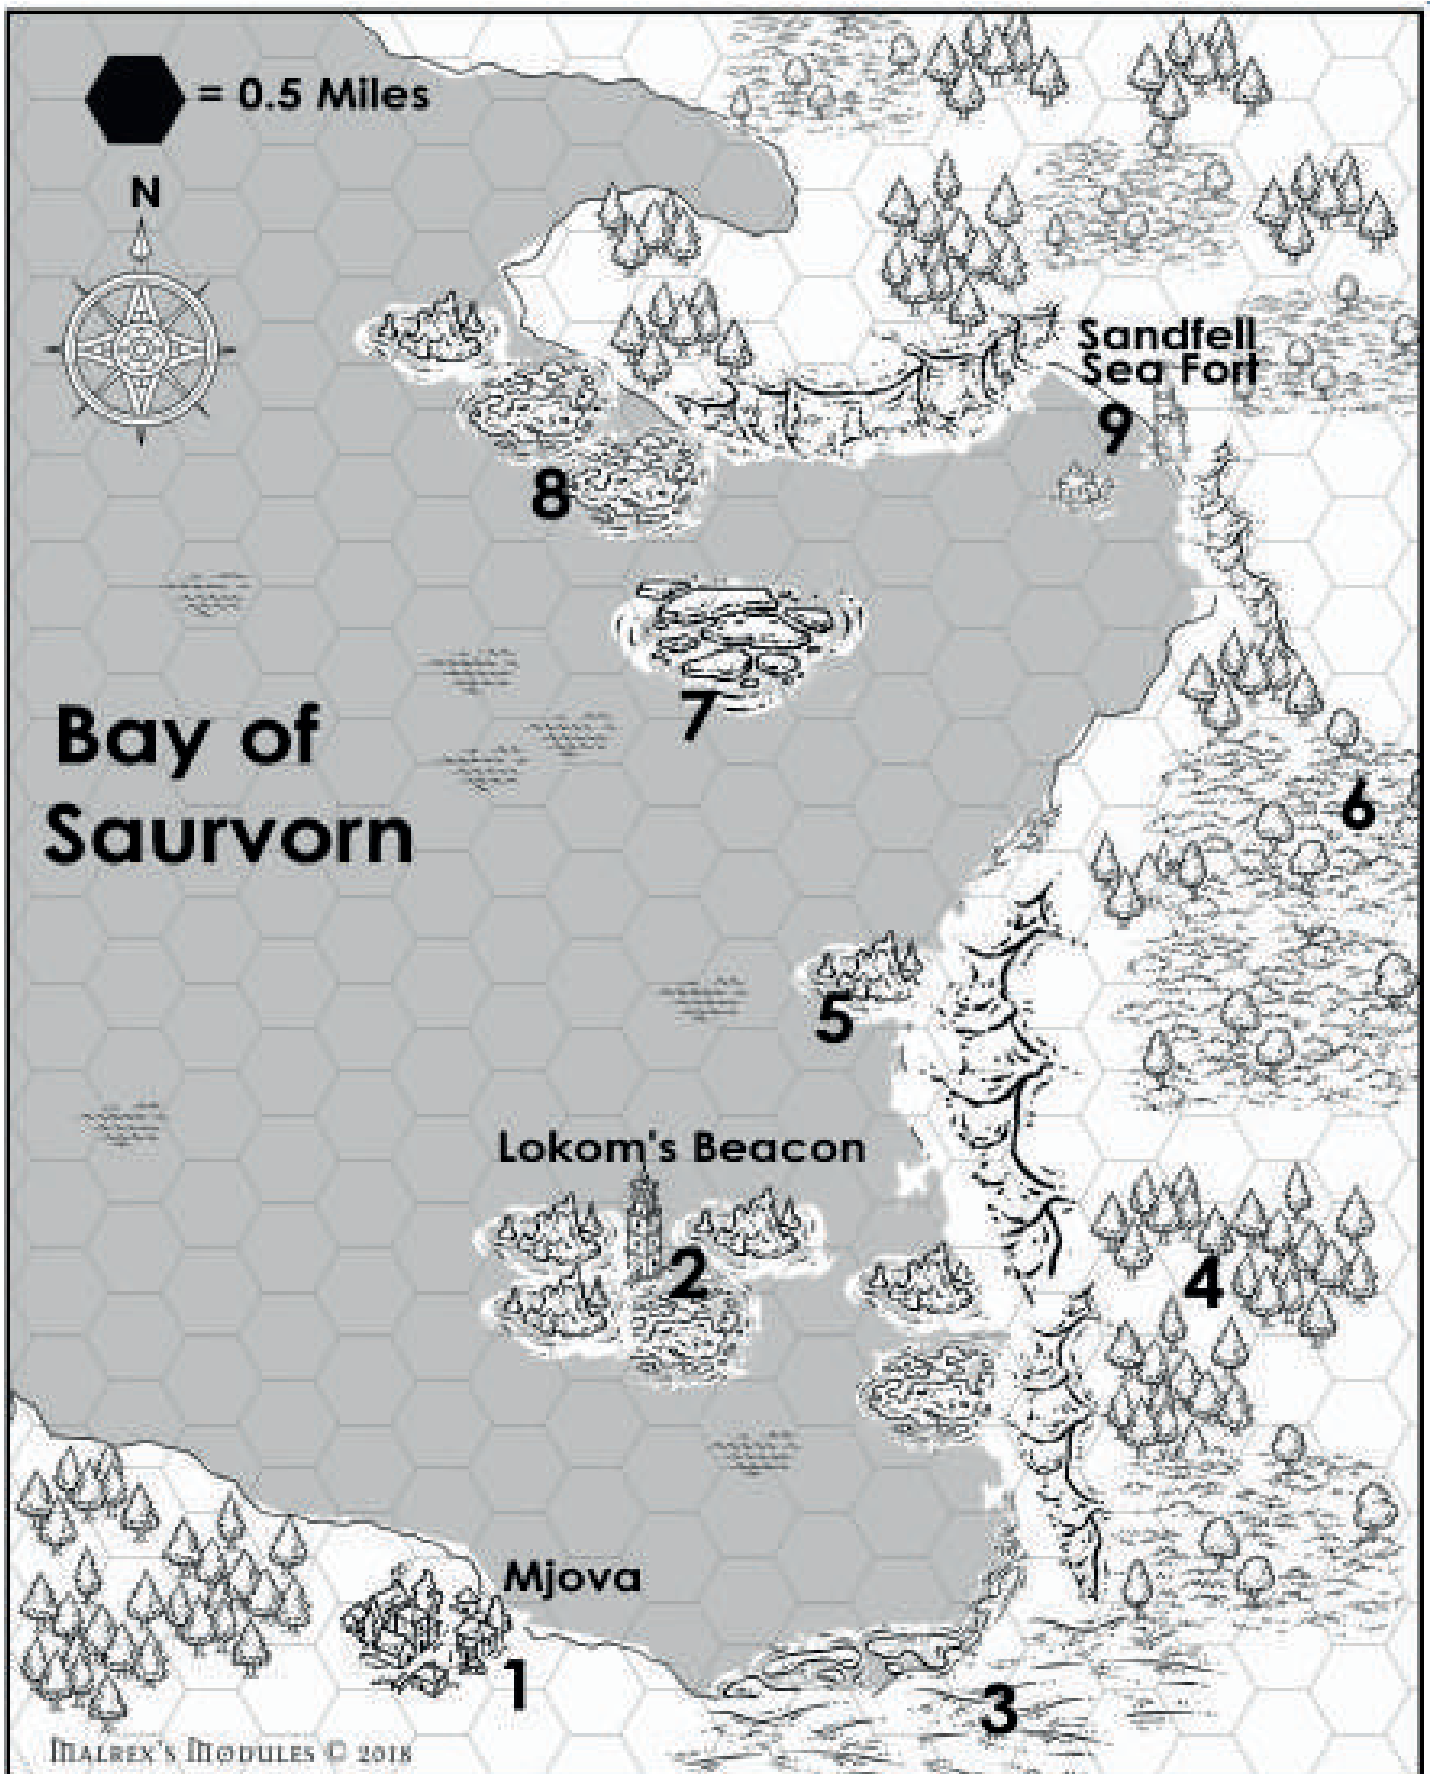 = 0.5 Miles
N
Sandfell
Sea Fort
9
8
7
Bay of
Saurvorn
6
5
Lokom's Beacon
2
4
Mjova
1
3
Malrex's Modules © 2018